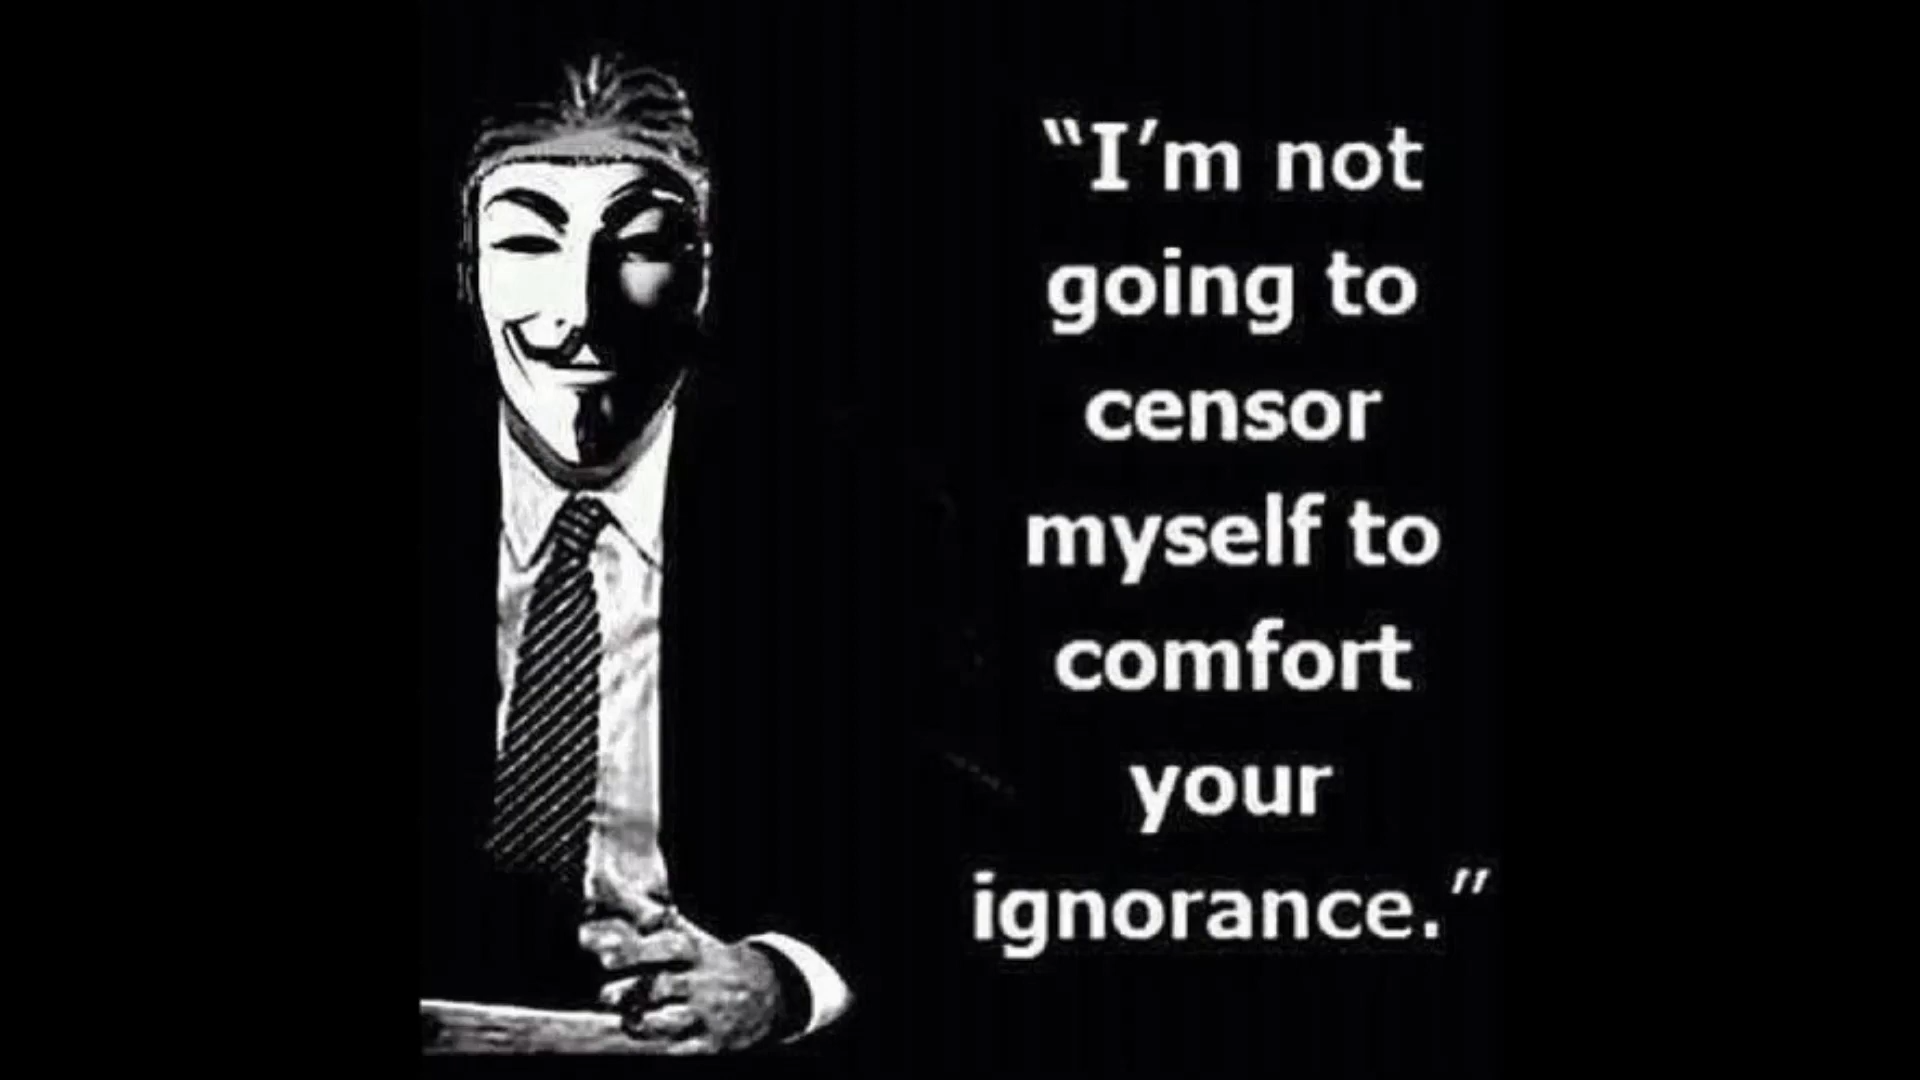 “I’m not
going to
censor
myself to
comfort
your
ignorance.”